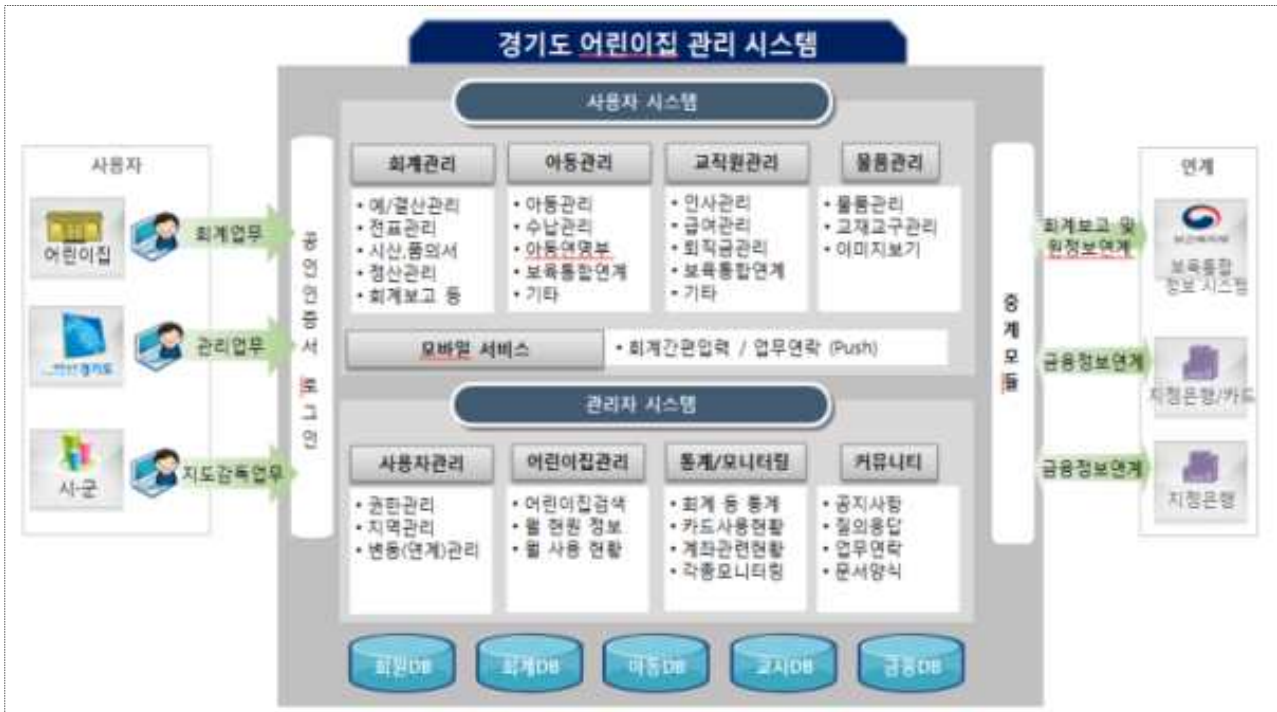 경기도 어린이집 관리 시스템
사용자 시스템
사용자
어린이집
회계업무
관리업무
경기도
시·군
지도감독업무
공인인증서 로그인
회계관리
• 예/결산관리
• 전표관리
• 시산,품의서
• 정산관리
• 회계보고 등
아동관리
• 아동관리
• 수납관리
• 아동연명부
• 보육통합연계
• 기타
교직원관리
• 인사관리
• 급여관리
• 퇴직금관리
• 보육통합연계
• 기타
물품관리
• 물품관리
• 교재교구관리
• 이미지보기
모바일 서비스
• 회계간편입력 / 업무연락 (Push)
관리자 시스템
사용자관리
• 권한관리
• 지역관리
• 변동(연계)관리
어린이집관리
• 어린이집검색
• 월 현원 정보
• 월 사용 현황
통계/모니터링
• 회계 등 통계
• 카드사용현황
• 계좌관련현황
• 각종모니터링
커뮤니티
• 공지사항
• 질의응답
• 업무연락
• 문서양식
회원DB
회계DB
아동DB
교사DB
금융DB
중계모듈
연계
회계보고 및
원정보연계
보건복지부
보육통합
정보 시스템
금융정보연계
지정은행/카드
금융정보연계
지정은행